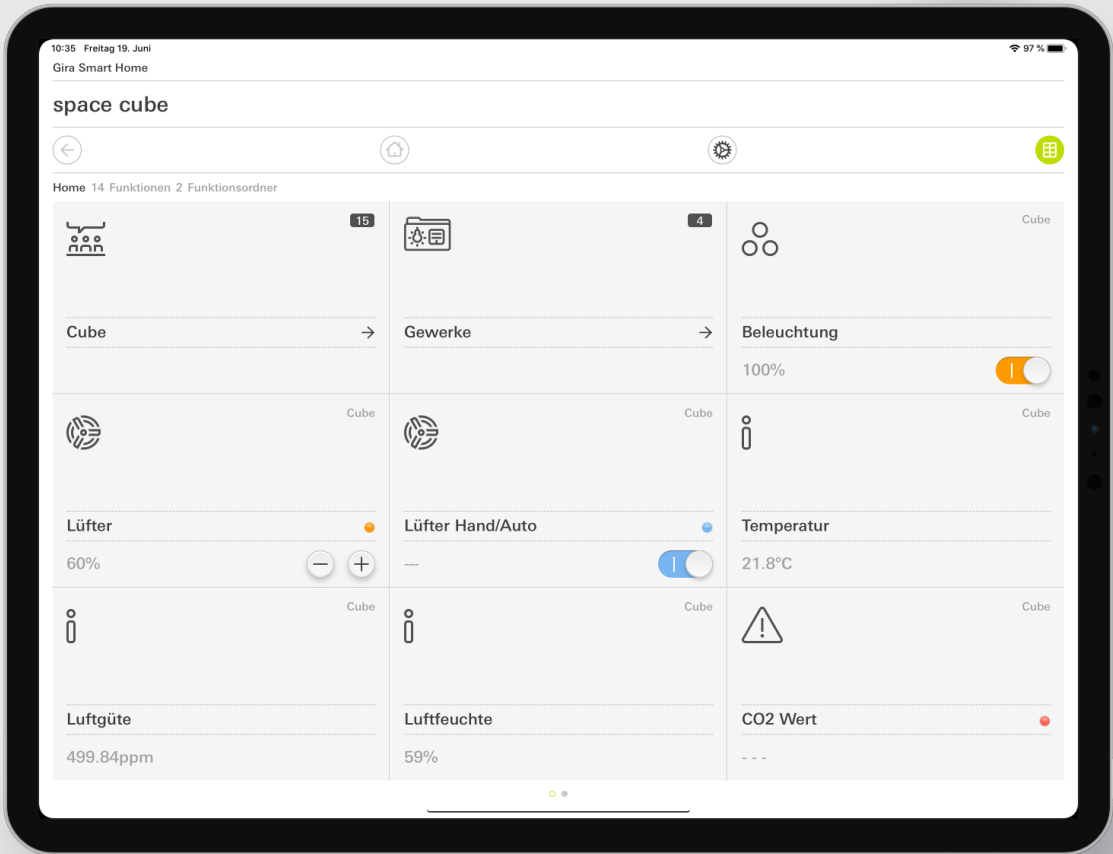 10:35 Freitag 19. Juni 97 %
Gira Smart Home
space cube
Home 14 Funktionen 2 Funktionsordner
15
Cube
4
Gewerke
Cube
Beleuchtung
100%
Cube
Lüfter
60%
Cube
Lüfter Hand/Auto
---
Cube
Temperatur
21.8°C
Cube
Luftgüte
499.84ppm
Cube
Luftfeuchte
59%
Cube
CO2 Wert
- - -